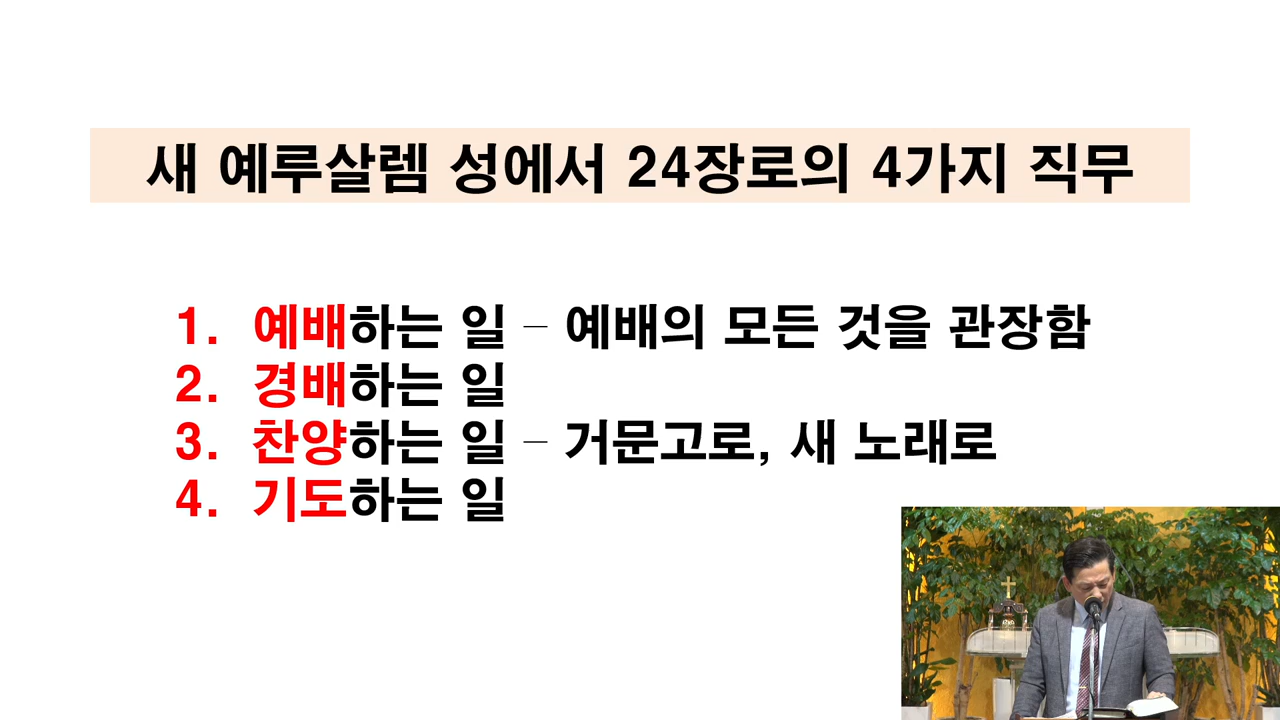 새 예루살렘 성에서 24장로의 4가지 직무
1. 예배하는 일 – 예배의 모든 것을 관장함
2. 경배하는 일
3. 찬양하는 일 – 거문고로, 새 노래로
4. 기도하는 일